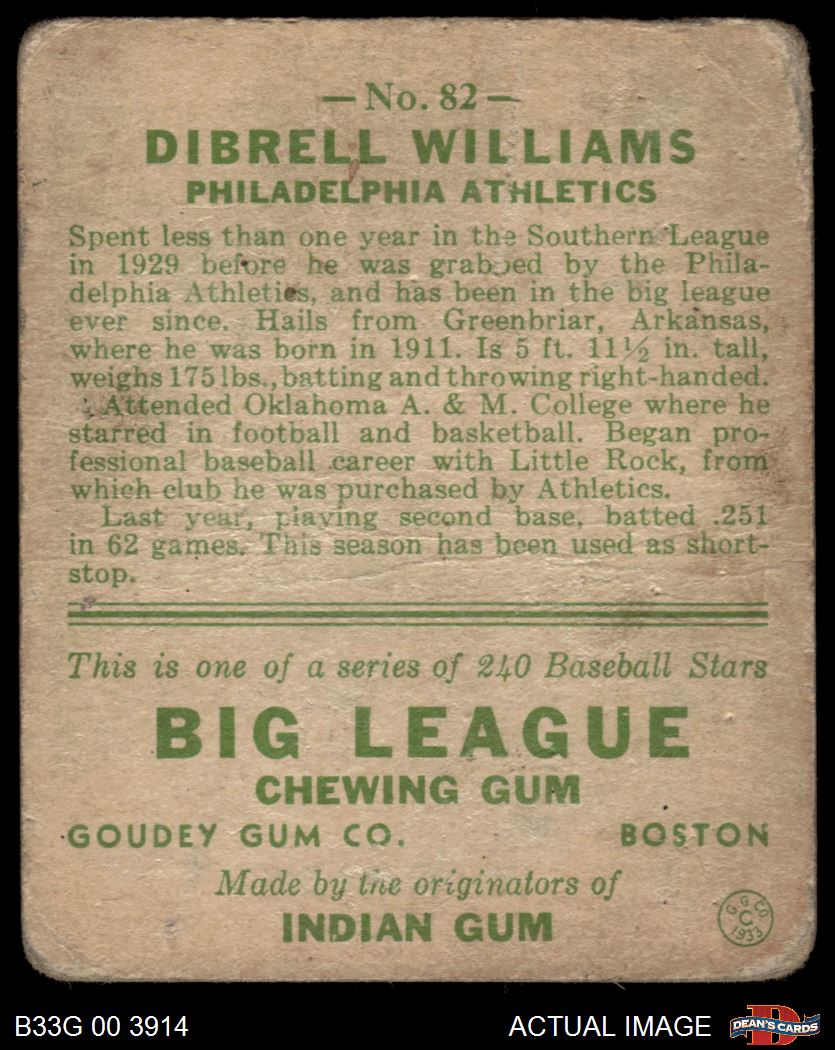 — No. 82 —
DIBRELL WILLIAMS
PHILADELPHIA ATHLETICS
Spent less than one year in the Southern League
in 1929 before he was grabbed by the Phila-
delphia Athletics, and has been in the big league
ever since. Hails from Greenbriar, Arkansas,
where he was born in 1911. Is 5 ft. 11½ in. tall,
weighs 175 lbs., batting and throwing right-handed.
Attended Oklahoma A. & M. College where he
starred in football and basketball. Began pro-
fessional baseball career with Little Rock, from
which club he was purchased by Athletics.
Last year, playing second base, batted .251
in 62 games. This season has been used as short-
stop.
This is one of a series of 240 Baseball Stars
BIG LEAGUE
CHEWING GUM
GOUDEY GUM CO. BOSTON
Made by the originators of
INDIAN GUM
G. G. CO.
C
1933
B33G 00 3914 ACTUAL IMAGE
D
DEAN'S CARDS